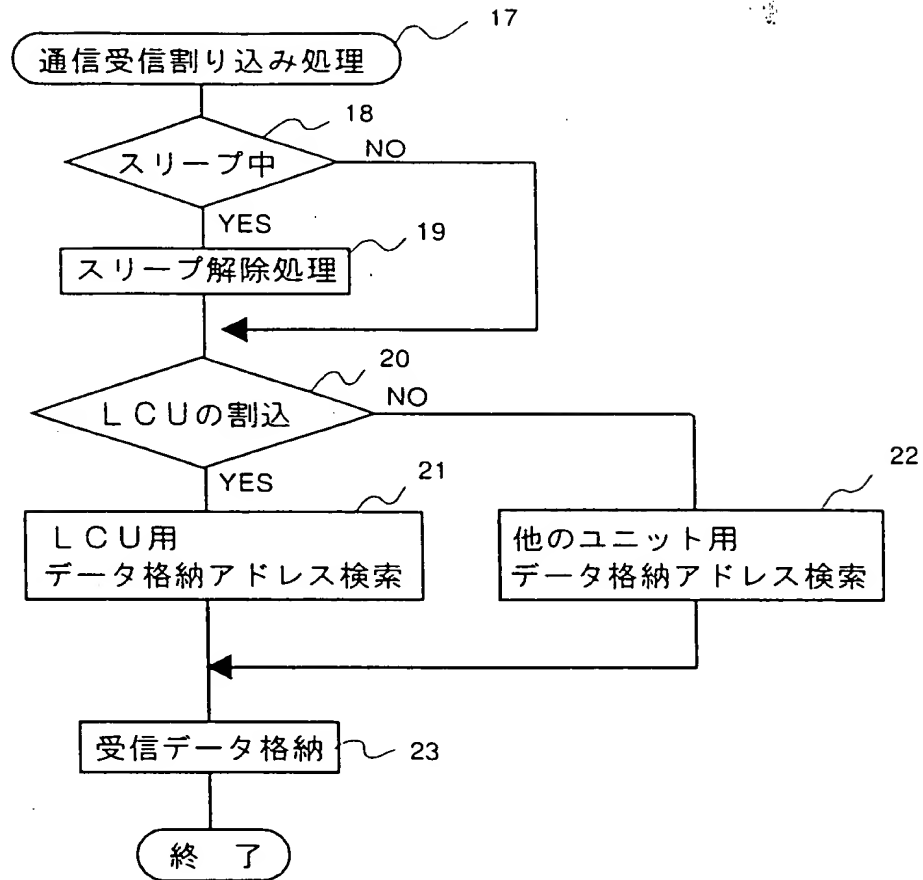 17
通信受信割り込み処理
18
スリープ中
NO
YES
19
スリープ解除処理
20
LCUの割込
NO
YES
21
22
LCU用
データ格納アドレス検索
他のユニット用
データ格納アドレス検索
受信データ格納
23
終 了